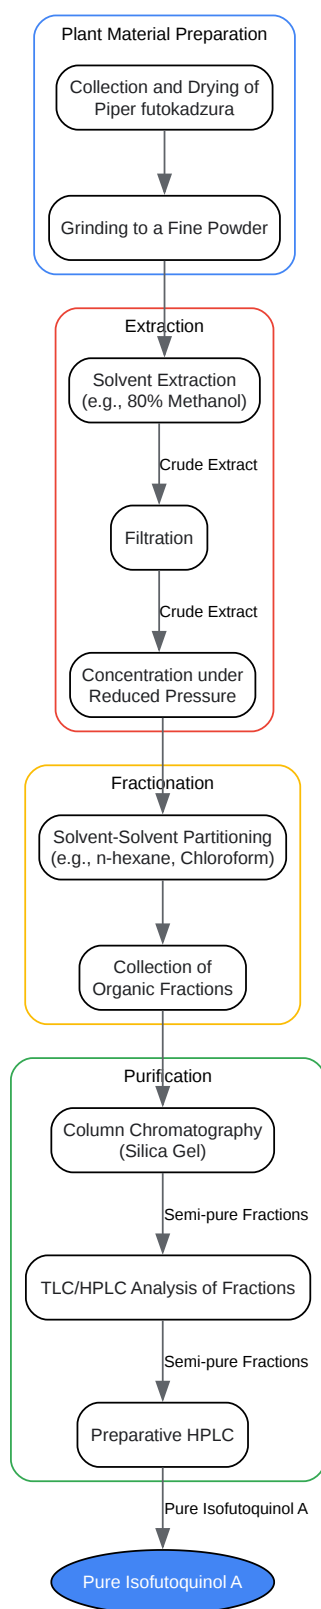 Plant Material Preparation
Collection and Drying of
Piper futokadzura
Grinding to a Fine Powder
Extraction
Solvent Extraction
(e.g., 80% Methanol)
Crude Extract
Filtration
Crude Extract
Concentration under
Reduced Pressure
Fractionation
Solvent-Solvent Partitioning
(e.g., n-hexane, Chloroform)
Collection of
Organic Fractions
Purification
Column Chromatography
(Silica Gel)
Semi-pure Fractions
TLC/HPLC Analysis of Fractions
Semi-pure Fractions
Preparative HPLC
Pure Isofutoquinol A
Pure Isofutoquinol A